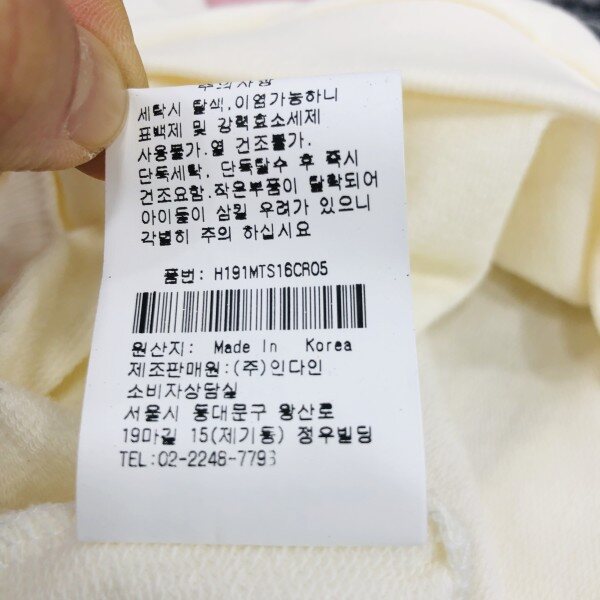 주의사항
세탁시 탈색,이염가능하니
표백제 및 강력효소세제
사용불가.열 건조불가.
단독세탁, 단독탈수 후 즉시
건조요함.작은부품이 탈락되어
아이들이 삼킬 우려가 있으니
각별히 주의 하십시요
품번: H191MTS16CR05
원산지: Made In Korea
제조판매원:(주)인다인
소비자상담실
서울시 동대문구 왕산로
19마길 15(제기동) 정우빌딩
TEL:02-2248-7793